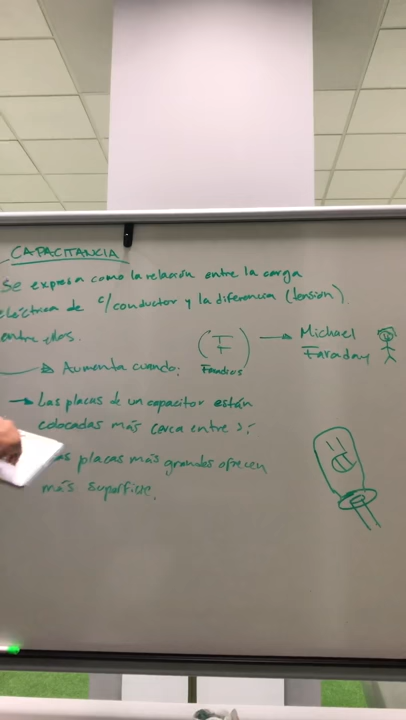 CAPACITANCIA
Se expresa como la relación entre la carga
eléctrica de c/conductor y la diferencia (tensión)
entre ellos.
(F) → Michael
Faradays Faraday
→ Aumenta cuando:
→ Las placas de un capacitor están
colocadas más cerca entre sí
placas más grandes ofrecen
más superficie.